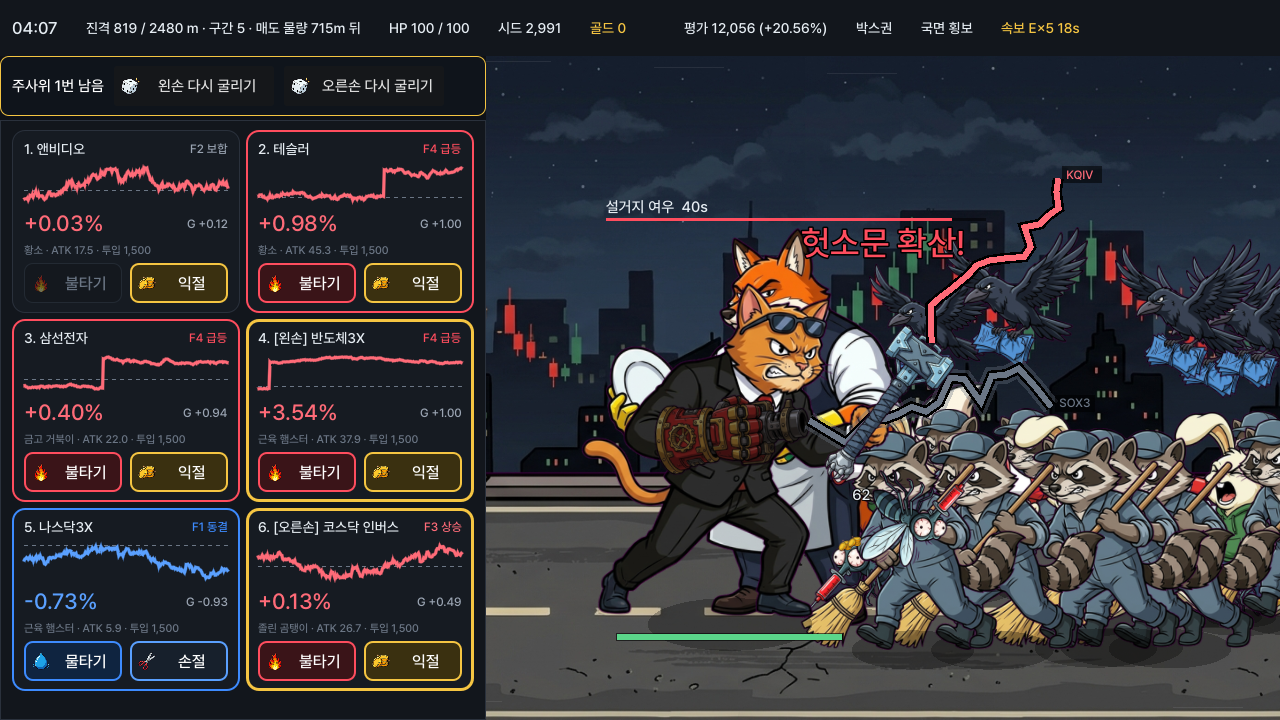 04:07 진격 819 / 2480 m · 구간 5 · 매도 물량 715m 뒤 HP 100 / 100 시드 2,991 골드 0 평가 12,056 (+20.56%) 박스권 국면 횡보 속보 E×5 18s
주사위 1번 남음 왼손 다시 굴리기 오른손 다시 굴리기
1. 앤비디오 F2 보합
+0.03% G +0.12
황소 · ATK 17.5 · 투입 1,500
불타기 익절
2. 테슬러 F4 급등
+0.98% G +1.00
황소 · ATK 45.3 · 투입 1,500
불타기 익절
3. 삼선전자 F4 급등
+0.40% G +0.94
금고 거북이 · ATK 22.0 · 투입 1,500
불타기 익절
4. [왼손] 반도체3X F4 급등
+3.54% G +1.00
근육 햄스터 · ATK 37.9 · 투입 1,500
불타기 익절
5. 나스닥3X F1 동결
-0.73% G -0.93
근육 햄스터 · ATK 5.9 · 투입 1,500
물타기 손절
6. [오른손] 코스닥 인버스 F3 상승
+0.13% G +0.49
졸린 곰탱이 · ATK 26.7 · 투입 1,500
불타기 익절
KQIV
설거지 여우 40s
헛소문 확산!
SOX3
62